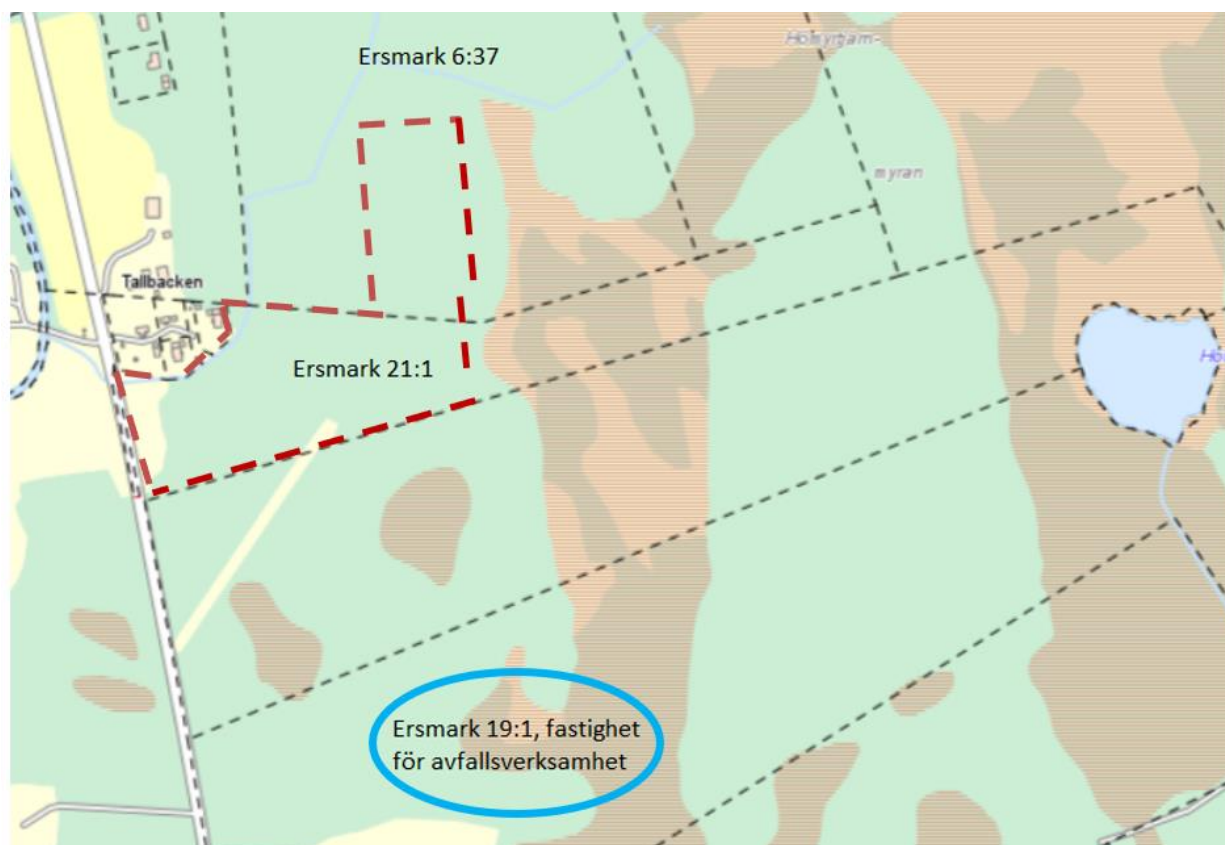 Ersmark 6:37
myran
Tallbacken
Ersmark 21:1
Ersmark 19:1, fastighet
för avfallsverksamhet